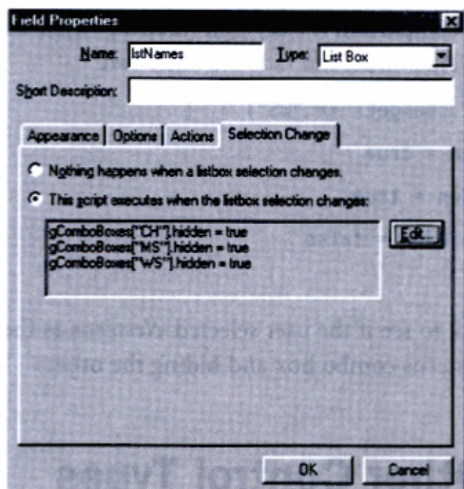 Field Properties
Name: lstNames Type: List Box
Short Description:
Appearance Options Actions Selection Change
Nothing happens when a listbox selection changes.
This script executes when the listbox selection changes:
gComboBoxes["CH"].hidden = true
gComboBoxes["MS"].hidden = true
gComboBoxes["WS"].hidden = true
Edit...
OK Cancel